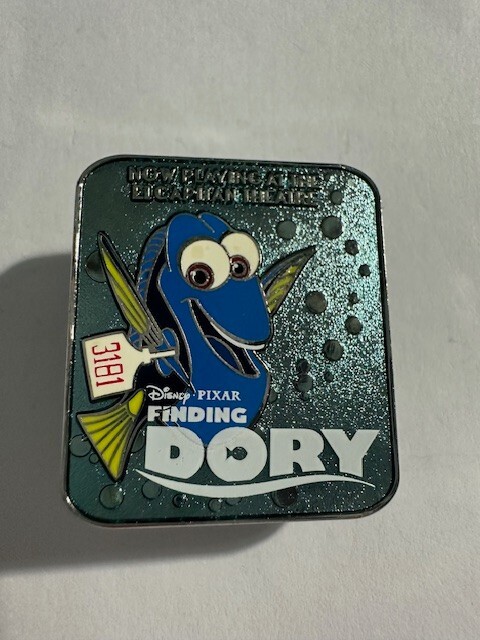 NOW PLAYING AT THE
EL CAPITAN THEATRE
3181
Disney · PIXAR
FINDING
DORY